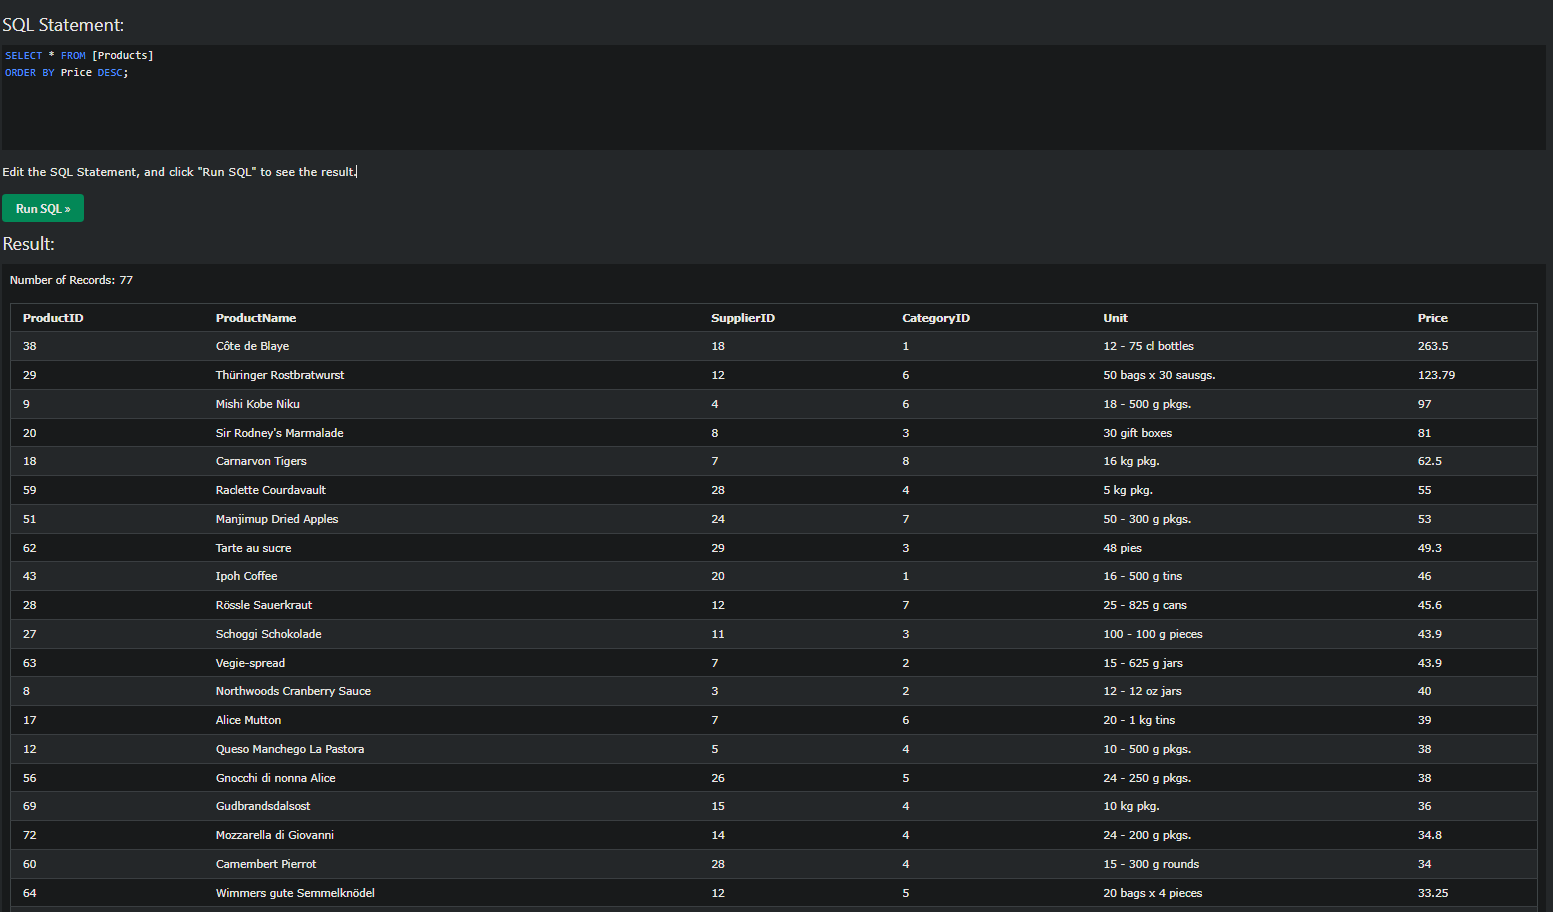 SQL Statement:
SELECT * FROM [Products]
ORDER BY Price DESC;
Edit the SQL Statement, and click "Run SQL" to see the result.
Run SQL »
Result:
Number of Records: 77
ProductID ProductName SupplierID CategoryID Unit Price
38 Côte de Blaye 18 1 12 - 75 cl bottles 263.5
29 Thüringer Rostbratwurst 12 6 50 bags x 30 sausgs. 123.79
9 Mishi Kobe Niku 4 6 18 - 500 g pkgs. 97
20 Sir Rodney's Marmalade 8 3 30 gift boxes 81
18 Carnarvon Tigers 7 8 16 kg pkg. 62.5
59 Raclette Courdavault 28 4 5 kg pkg. 55
51 Manjimup Dried Apples 24 7 50 - 300 g pkgs. 53
62 Tarte au sucre 29 3 48 pies 49.3
43 Ipoh Coffee 20 1 16 - 500 g tins 46
28 Rössle Sauerkraut 12 7 25 - 825 g cans 45.6
27 Schoggi Schokolade 11 3 100 - 100 g pieces 43.9
63 Vegie-spread 7 2 15 - 625 g jars 43.9
8 Northwoods Cranberry Sauce 3 2 12 - 12 oz jars 40
17 Alice Mutton 7 6 20 - 1 kg tins 39
12 Queso Manchego La Pastora 5 4 10 - 500 g pkgs. 38
56 Gnocchi di nonna Alice 26 5 24 - 250 g pkgs. 38
69 Gudbrandsdalsost 15 4 10 kg pkg. 36
72 Mozzarella di Giovanni 14 4 24 - 200 g pkgs. 34.8
60 Camembert Pierrot 28 4 15 - 300 g rounds 34
64 Wimmers gute Semmelknödel 12 5 20 bags x 4 pieces 33.25